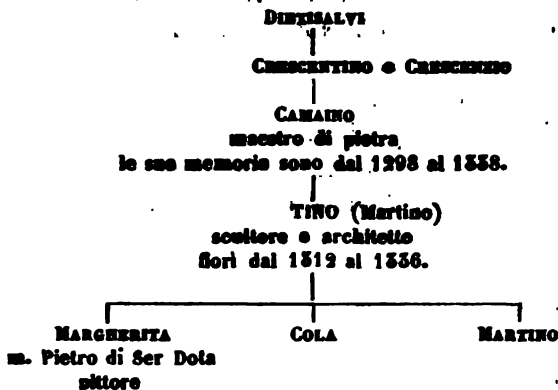 DIETISALVI
CRESCENTINO o CRESCENZIO
CAMAINO
maestro di pietra
le sue memorie sono dal 1298 al 1338.
TINO (Martino)
scultore e architetto
fiorì dal 1312 al 1336.
MARGHERITA COLA MARTINO
m. Pietro di Ser Dota
pittore